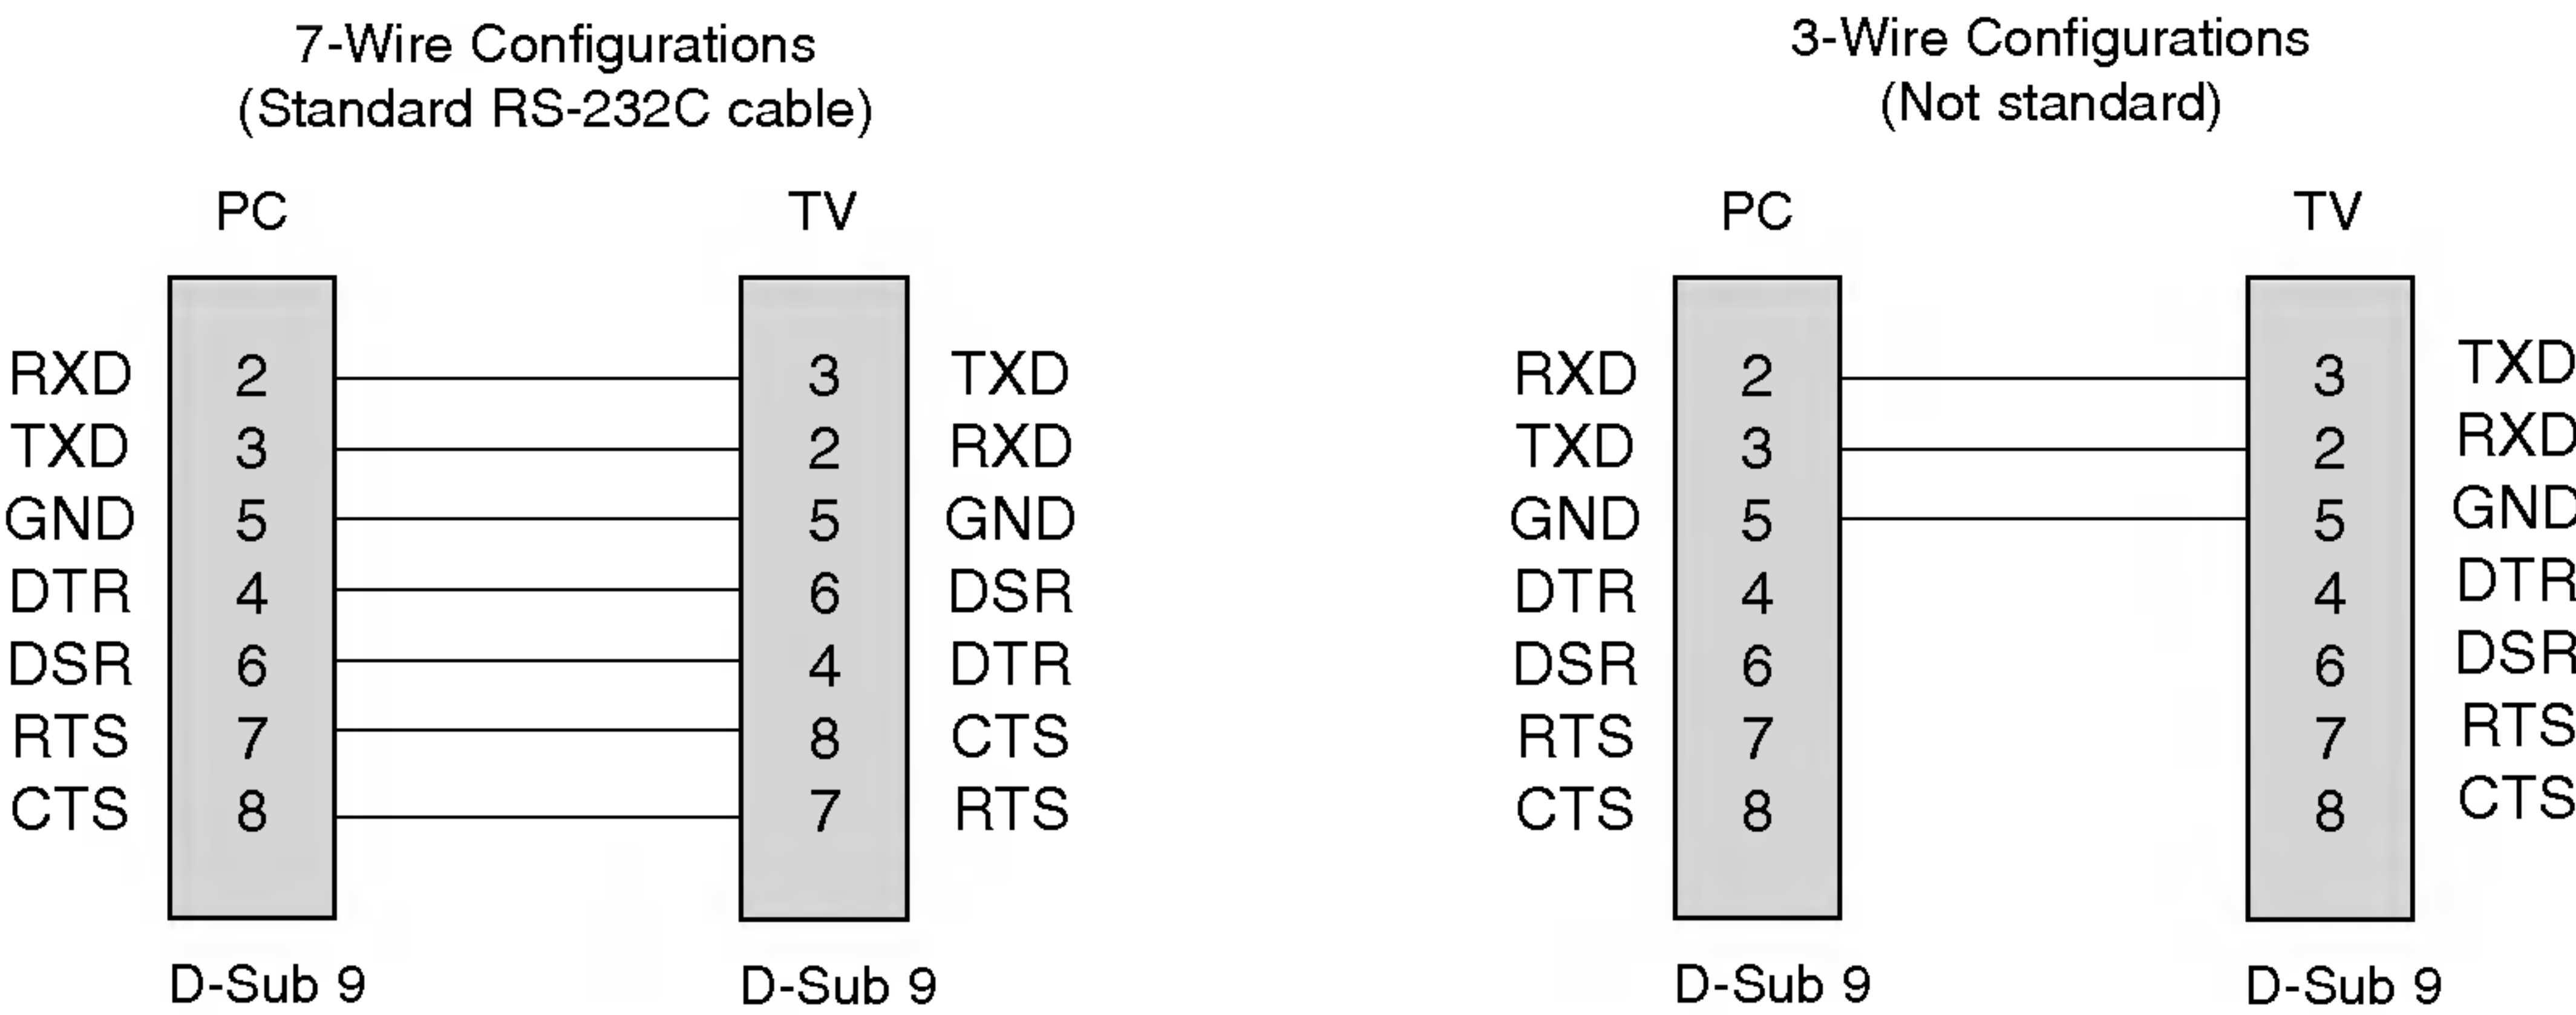 7-Wire Configurations
(Standard RS-232C cable)
PC TV
RXD 2 3 TXD
TXD 3 2 RXD
GND 5 5 GND
DTR 4 6 DSR
DSR 6 4 DTR
RTS 7 8 CTS
CTS 8 7 RTS
D-Sub 9 D-Sub 9
3-Wire Configurations
(Not standard)
PC TV
RXD 2 3 TXD
TXD 3 2 RXD
GND 5 5 GND
DTR 4 4 DTR
DSR 6 6 DSR
RTS 7 7 RTS
CTS 8 8 CTS
D-Sub 9 D-Sub 9